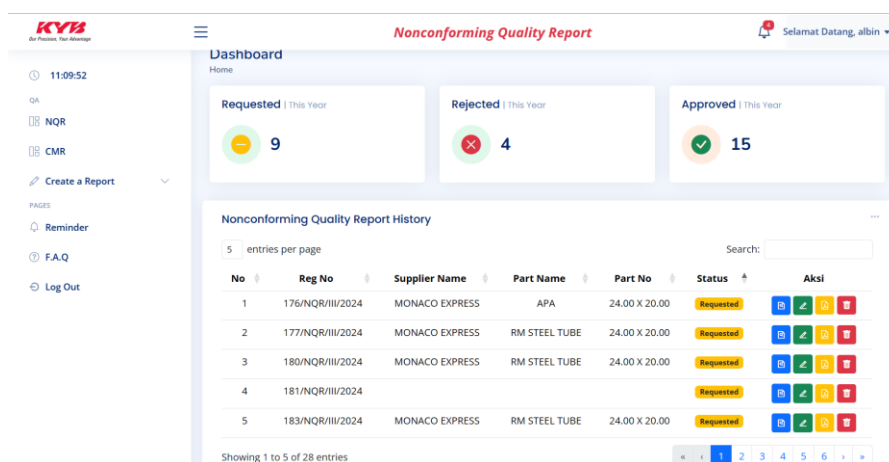 KYB
Our Precision, Your Advantage
Nonconforming Quality Report
4
Selamat Datang, albin
11:09:52
QA
NQR
CMR
Create a Report
PAGES
Reminder
F.A.Q
Log Out
Dashboard
Home
Requested | This Year
9
Rejected | This Year
4
Approved | This Year
15
Nonconforming Quality Report History
5 entries per page
Search:
No Reg No Supplier Name Part Name Part No Status Aksi
1 176/NQR/III/2024 MONACO EXPRESS APA 24.00 X 20.00 Requested
2 177/NQR/III/2024 MONACO EXPRESS RM STEEL TUBE 24.00 X 20.00 Requested
3 180/NQR/III/2024 MONACO EXPRESS RM STEEL TUBE 24.00 X 20.00 Requested
4 181/NQR/III/2024 Requested
5 183/NQR/III/2024 MONACO EXPRESS RM STEEL TUBE 24.00 X 20.00 Requested
Showing 1 to 5 of 28 entries
« ‹ 1 2 3 4 5 6 › »